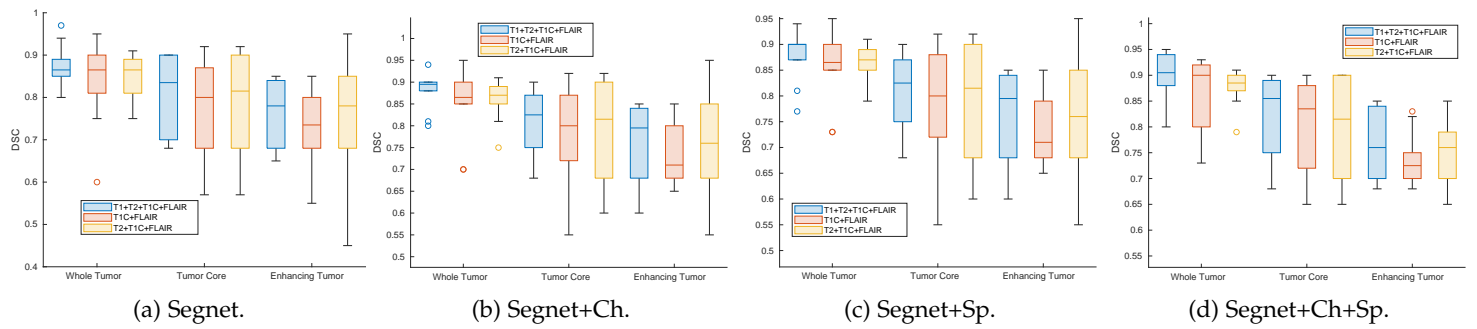 DSC
0.4
0.5
0.6
0.7
0.8
0.9
1
T1+T2+T1C+FLAIR
T1C+FLAIR
T2+T1C+FLAIR
Whole Tumor
Tumor Core
Enhancing Tumor
(a) Segnet.
DSC
0.5
0.55
0.6
0.65
0.7
0.75
0.8
0.85
0.9
0.95
1
T1+T2+T1C+FLAIR
T1C+FLAIR
T2+T1C+FLAIR
Whole Tumor
Tumor Core
Enhancing Tumor
(b) Segnet+Ch.
DSC
0.5
0.55
0.6
0.65
0.7
0.75
0.8
0.85
0.9
0.95
T1+T2+T1C+FLAIR
T1C+FLAIR
T2+T1C+FLAIR
Whole Tumor
Tumor Core
Enhancing Tumor
(c) Segnet+Sp.
DSC
0.55
0.6
0.65
0.7
0.75
0.8
0.85
0.9
0.95
1
T1+T2+T1C+FLAIR
T1C+FLAIR
T2+T1C+FLAIR
Whole Tumor
Tumor Core
Enhancing Tumor
(d) Segnet+Ch+Sp.